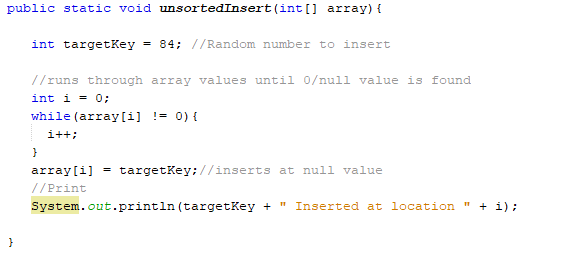 public static void unsortedInsert(int[] array){
int targetKey = 84; //Random number to insert
//runs through array values until 0/null value is found
int i = 0;
while(array[i] != 0){
i++;
}
array[i] = targetKey;//inserts at null value
//Print
System.out.println(targetKey + " Inserted at location " + i);
}